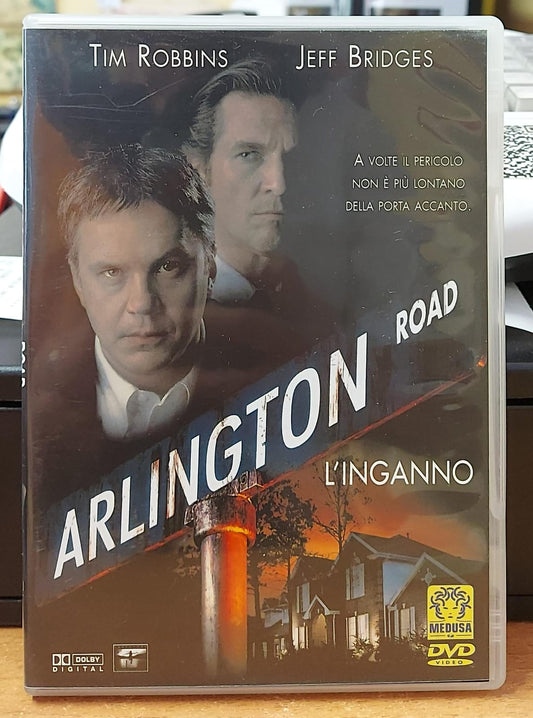 TIM ROBBINS JEFF BRIDGES
A VOLTE IL PERICOLO
NON È PIÙ LONTANO
DELLA PORTA ACCANTO.
ARLINGTON ROAD
L'INGANNO
DOLBY
DIGITAL
MEDUSA
DVD
VIDEO